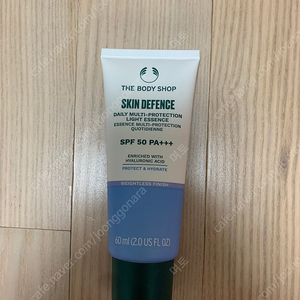 THE BODY SHOP
SKIN DEFENCE
DAILY MULTI-PROTECTION
LIGHT ESSENCE
ESSENCE MULTI-PROTECTION
QUOTIDIENNE
SPF 50 PA+++
ENRICHED WITH
HYALURONIC ACID
PROTECT & HYDRATE
WEIGHTLESS FINISH
60 ml (2.0 US FL OZ)